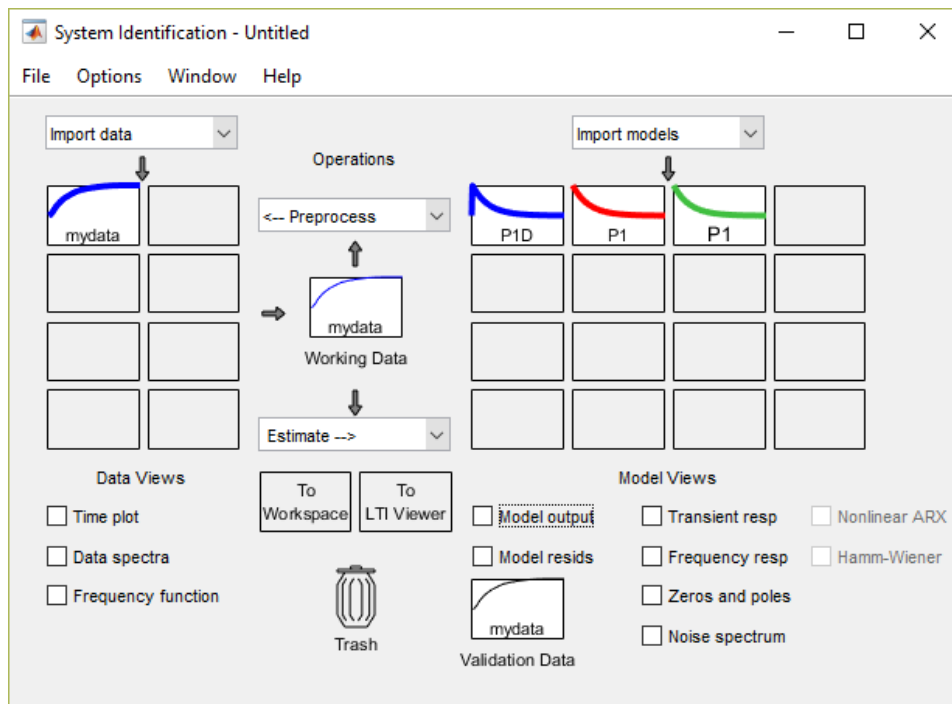 System Identification - Untitled
File Options Window Help
Import data
Operations
Import models
mydata
<-- Preprocess
P1D
P1
P1
mydata
Working Data
Estimate -->
Data Views
Time plot
Data spectra
Frequency function
To
Workspace
To
LTI Viewer
Trash
Model Views
Model output
Model resids
mydata
Validation Data
Transient resp
Frequency resp
Zeros and poles
Noise spectrum
Nonlinear ARX
Hamm-Wiener